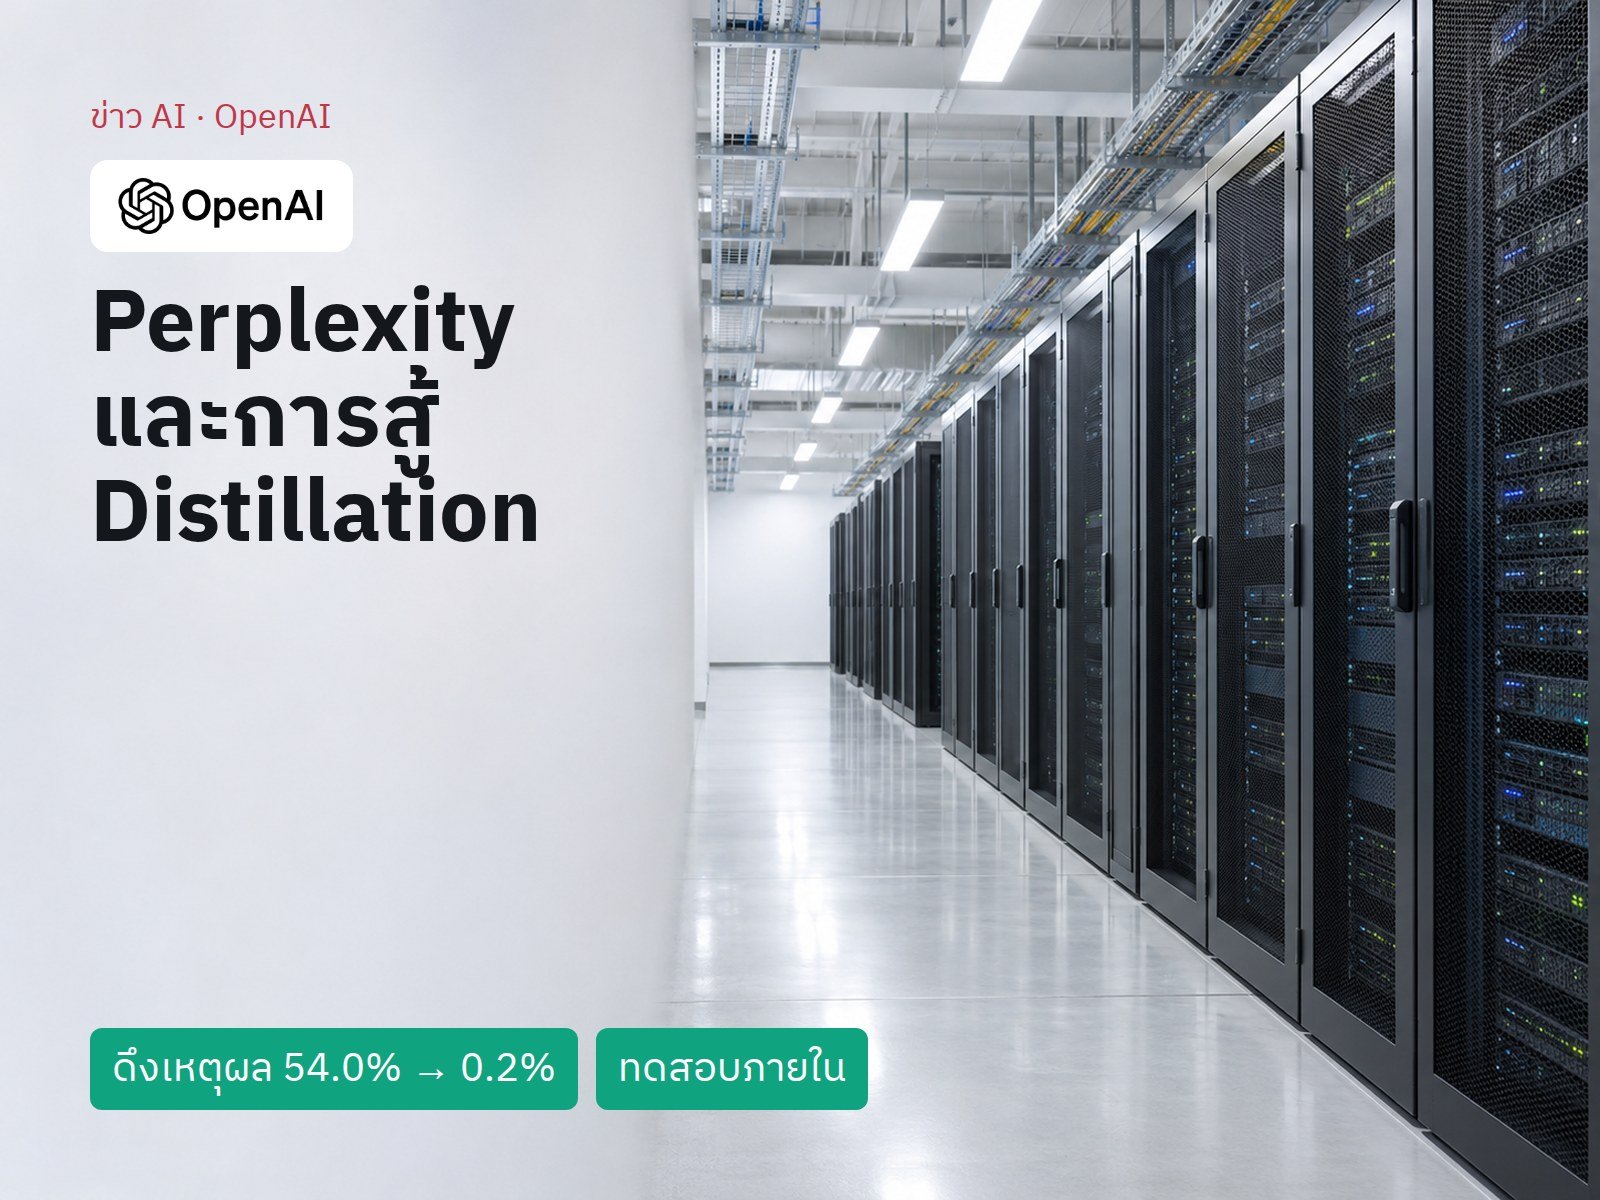 ข่าว AI · OpenAI
OpenAI
Perplexity
และการสู้
Distillation
ดึงเหตุผล 54.0% → 0.2%
ทดสอบภายใน